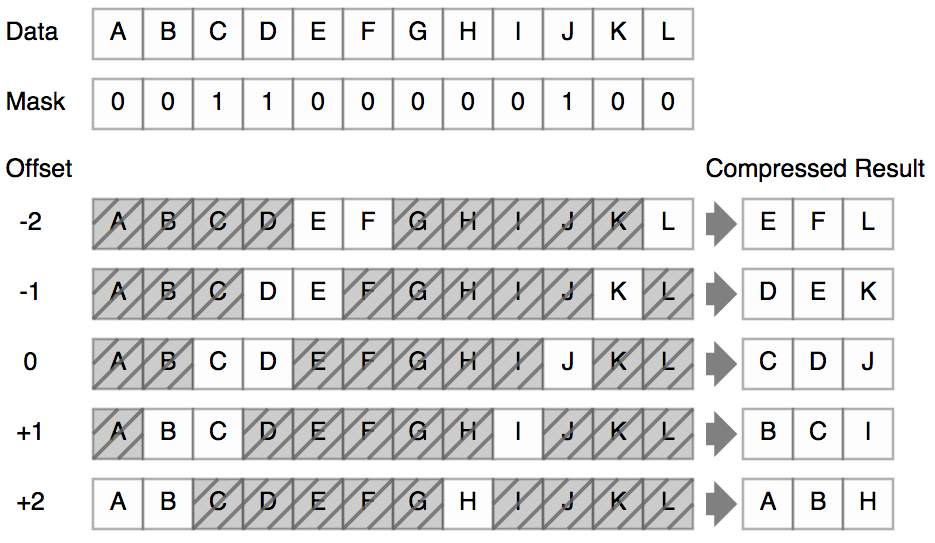 Data A B C D E F G H I J K L
Mask 0 0 1 1 0 0 0 0 0 1 0 0
Offset Compressed Result
-2 A B C D E F G H I J K L E F L
-1 A B C D E F G H I J K L D E K
0 A B C D E F G H I J K L C D J
+1 A B C D E F G H I J K L B C I
+2 A B C D E F G H I J K L A B H